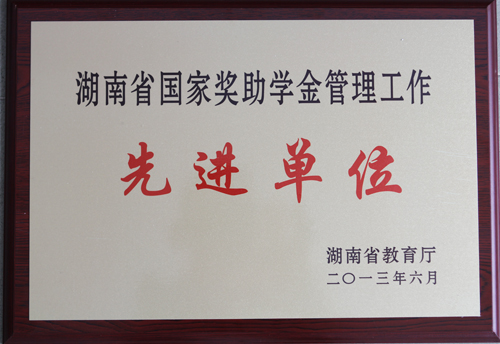 湖南省国家奖助学金管理工作
先进单位
湖南省教育厅
二〇一三年六月